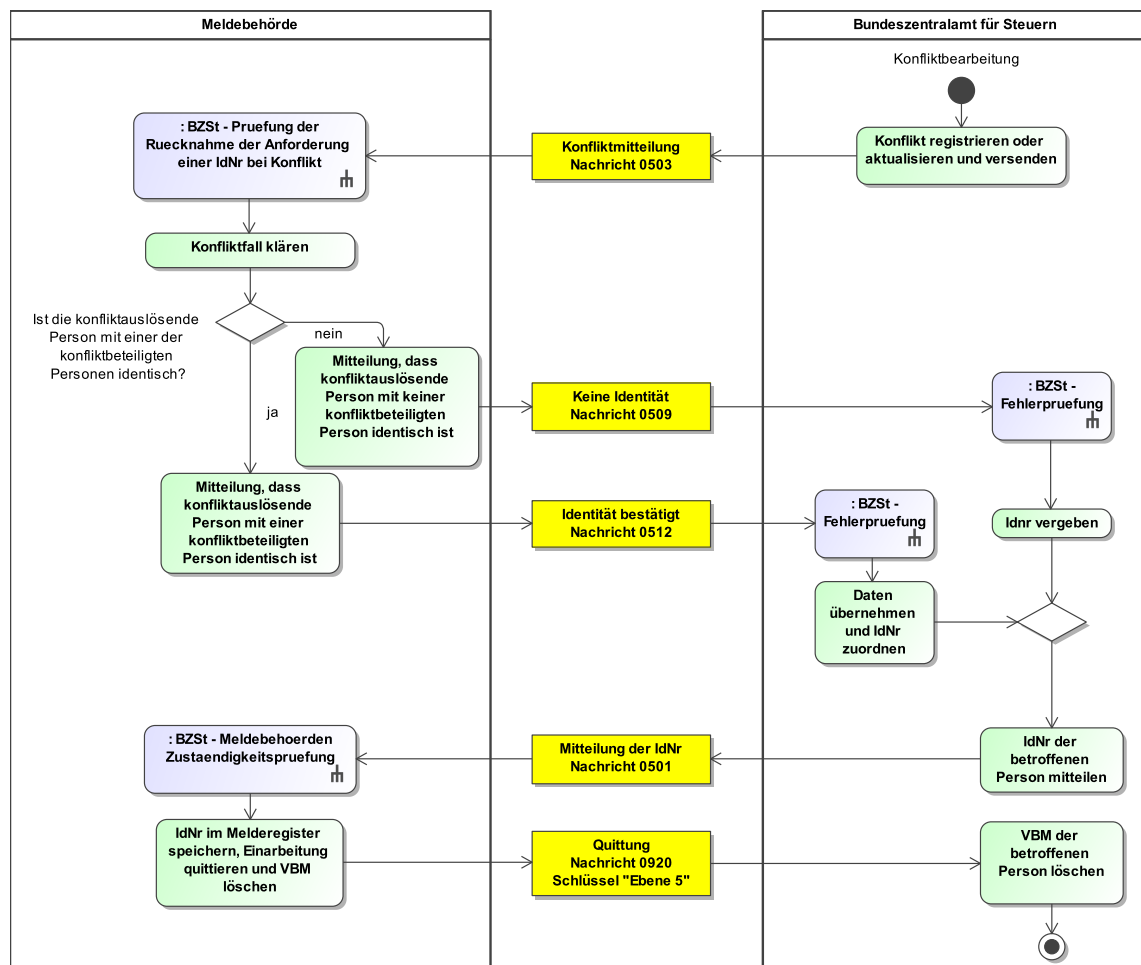 Meldebehörde
Bundeszentralamt für Steuern
Konfliktbearbeitung
Konflikt registrieren oder
aktualisieren und versenden
Konfliktmitteilung
Nachricht 0503
: BZSt - Pruefung der
Ruecknahme der Anforderung
einer IdNr bei Konflikt
Konfliktfall klären
Ist die konfliktauslösende
Person mit einer der
konfliktbeteiligten
Personen identisch?
nein
ja
Mitteilung, dass
konfliktauslösende
Person mit keiner
konfliktbeteiligten
Person identisch ist
Keine Identität
Nachricht 0509
: BZSt -
Fehlerpruefung
Mitteilung, dass
konfliktauslösende
Person mit einer
konfliktbeteiligten
Person identisch ist
Identität bestätigt
Nachricht 0512
: BZSt -
Fehlerpruefung
Idnr vergeben
Daten
übernehmen
und IdNr
zuordnen
IdNr der
betroffenen
Person mitteilen
Mitteilung der IdNr
Nachricht 0501
: BZSt - Meldebehoerden
Zustaendigkeitspruefung
IdNr im Melderegister
speichern, Einarbeitung
quittieren und VBM
löschen
Quittung
Nachricht 0920
Schlüssel "Ebene 5"
VBM der
betroffenen
Person löschen